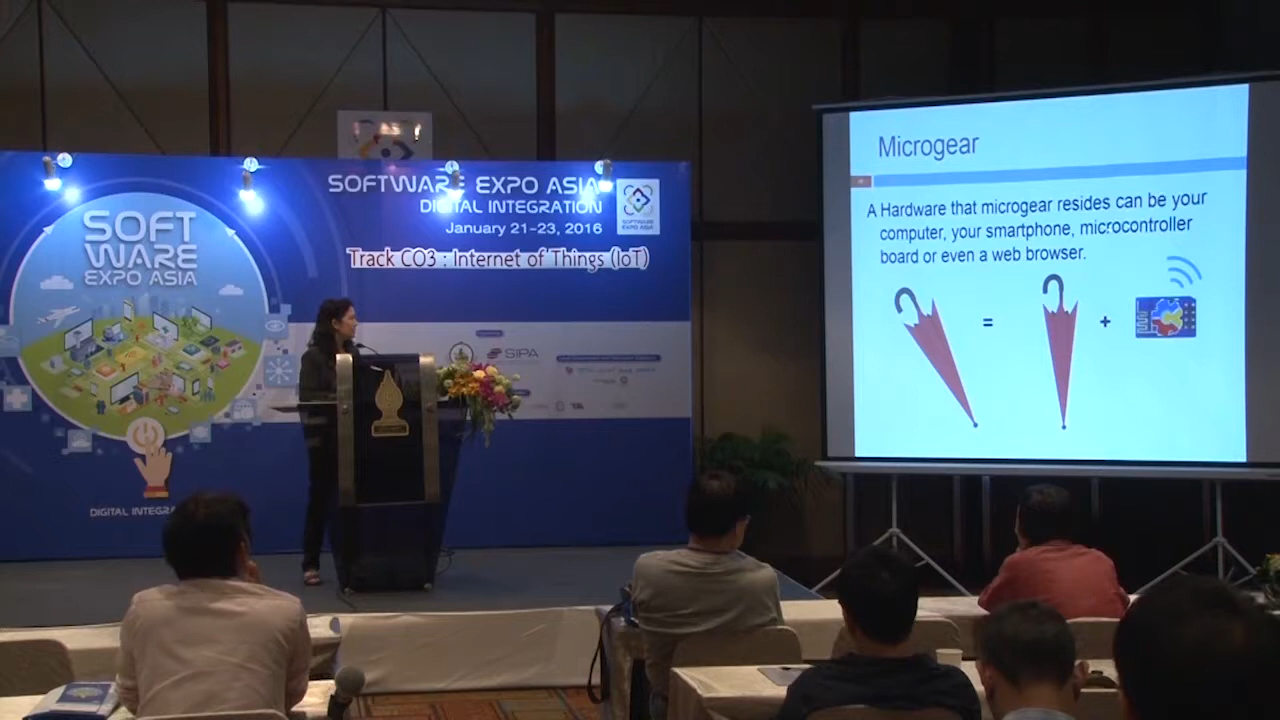 SOFTWARE EXPO ASIA
DIGITAL INTEGRATION
January 21-23, 2016
Track CO3 : Internet of Things (IoT)
SOFTWARE
EXPO ASIA
SOFT
WARE
EXPO ASIA
SIPA
Microgear
A Hardware that microgear resides can be your
computer, your smartphone, microcontroller
board or even a web browser.
=
+